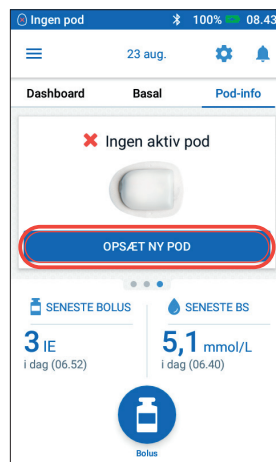 Ingen pod 100% 08.43
23 aug.
Dashboard Basal Pod-info
Ingen aktiv pod
OPSÆT NY POD
SENESTE BOLUS SENESTE BS
3 IE 5,1 mmol/L
i dag (06.52) i dag (06.40)
Bolus